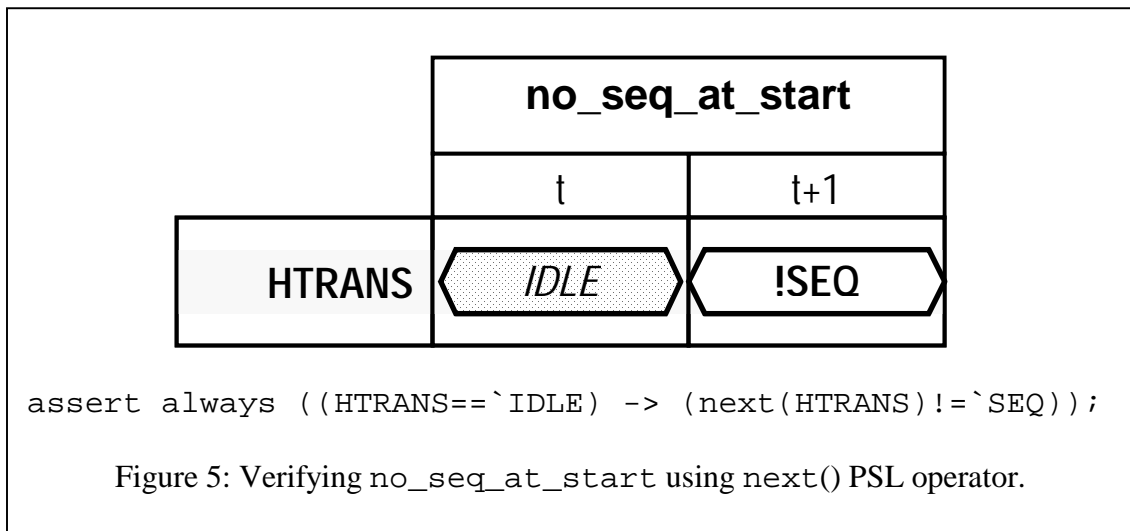 no_seq_at_start
t t+1
HTRANS IDLE !SEQ
assert always ((HTRANS==`IDLE) -> (next(HTRANS)!=`SEQ));
Figure 5: Verifying no_seq_at_start using next() PSL operator.